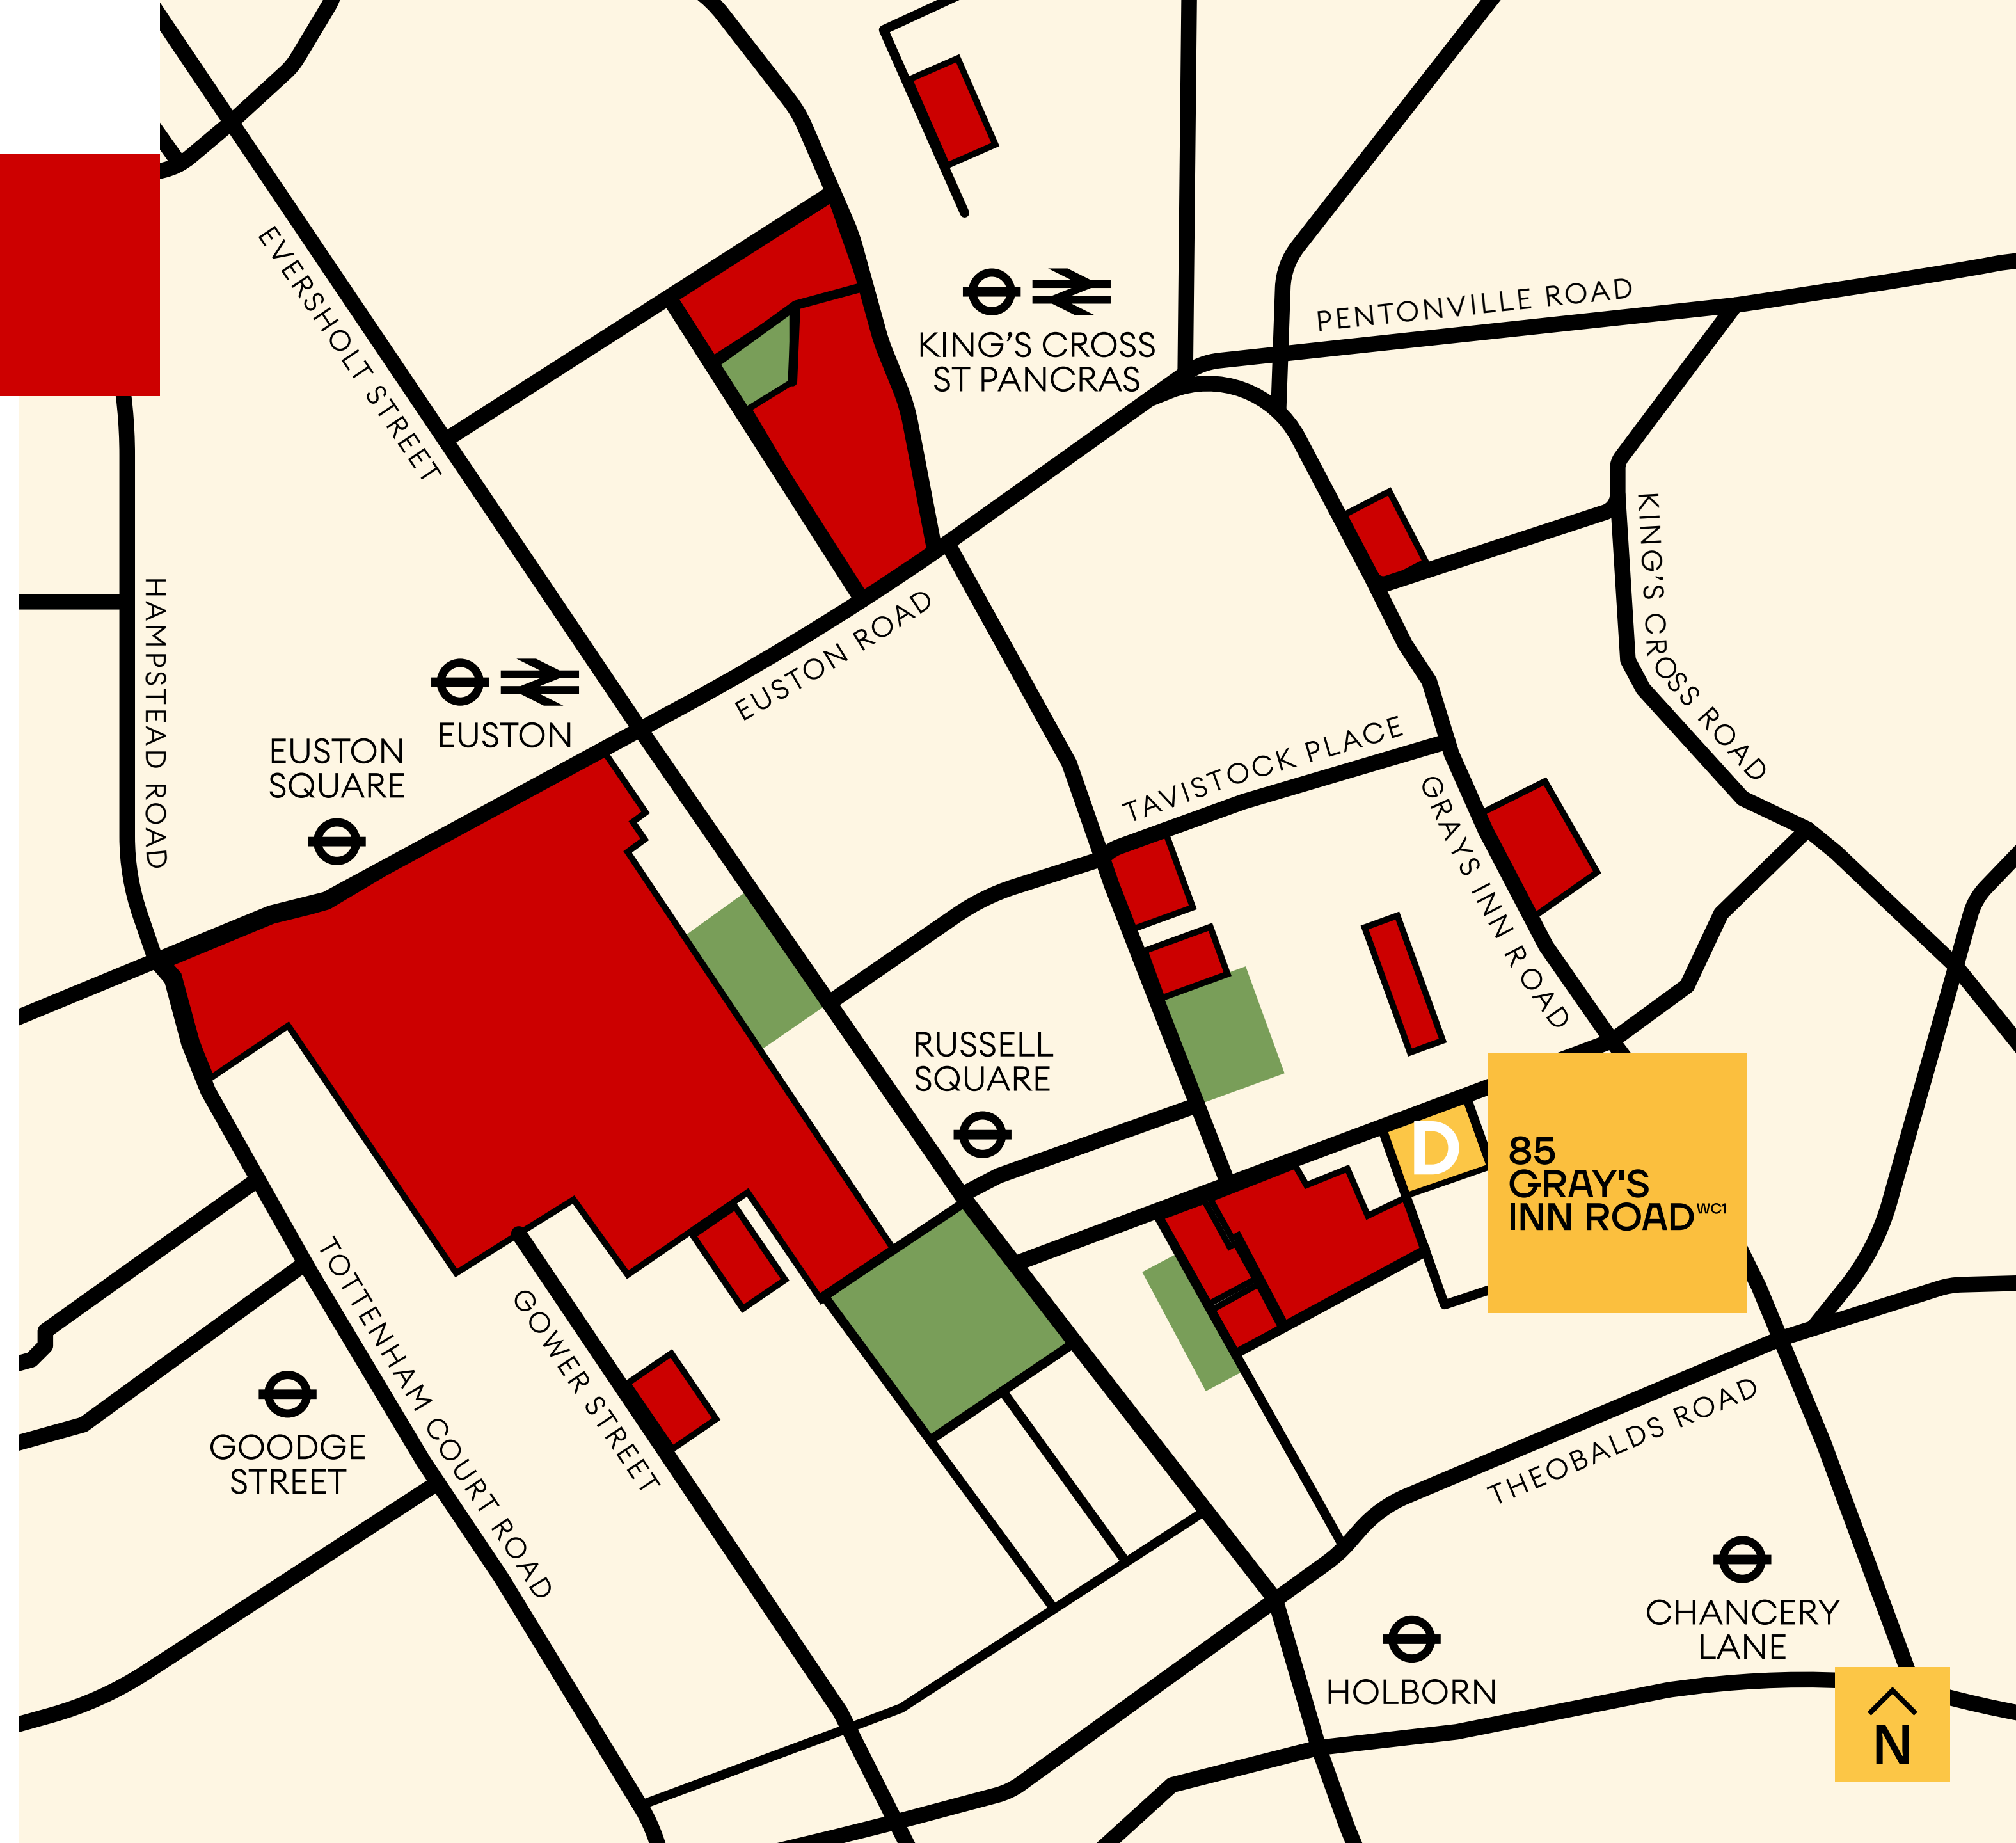 EVERSHOLT STREET
KING'S CROSS
ST PANCRAS
PENTONVILLE ROAD
KING'S CROSS ROAD
HAMPSTEAD ROAD
EUSTON ROAD
EUSTON
EUSTON
SQUARE
TAVISTOCK PLACE
GRAYS INN ROAD
RUSSELL
SQUARE
D
85
GRAY'S
INN ROAD WC1
TOTTENHAM COURT ROAD
GOWER STREET
GOODGE
STREET
THEOBALDS ROAD
CHANCERY
LANE
HOLBORN
N